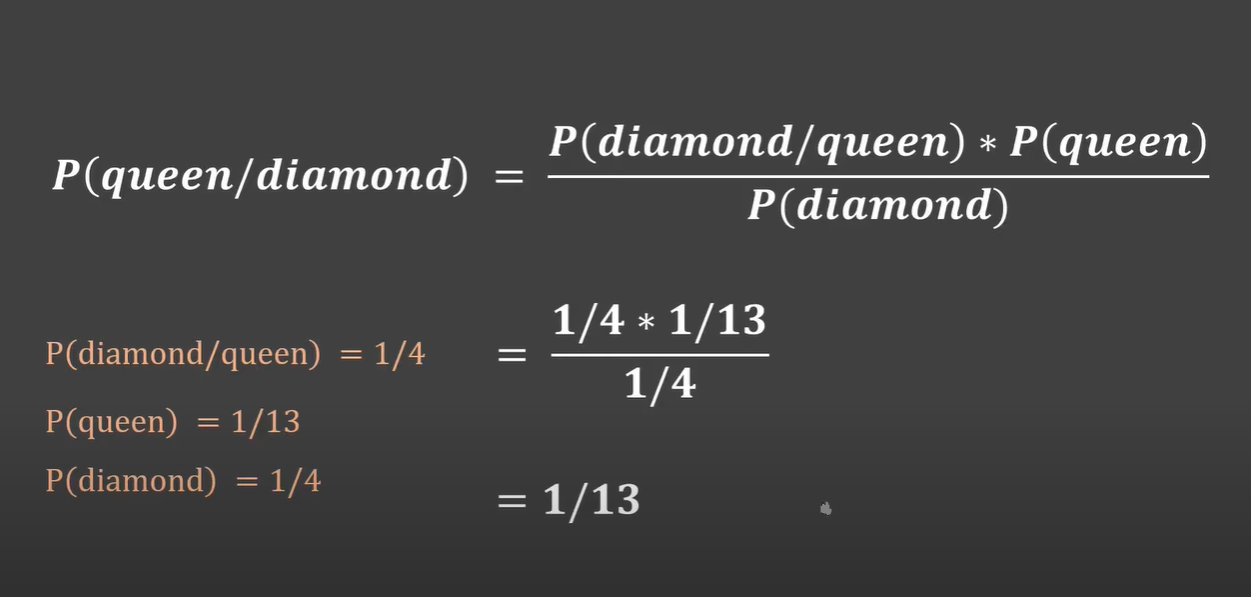 P(queen/diamond) = P(diamond/queen) * P(queen)
P(diamond)
P(diamond/queen) = 1/4
= 1/4 * 1/13
1/4
P(queen) = 1/13
P(diamond) = 1/4
= 1/13